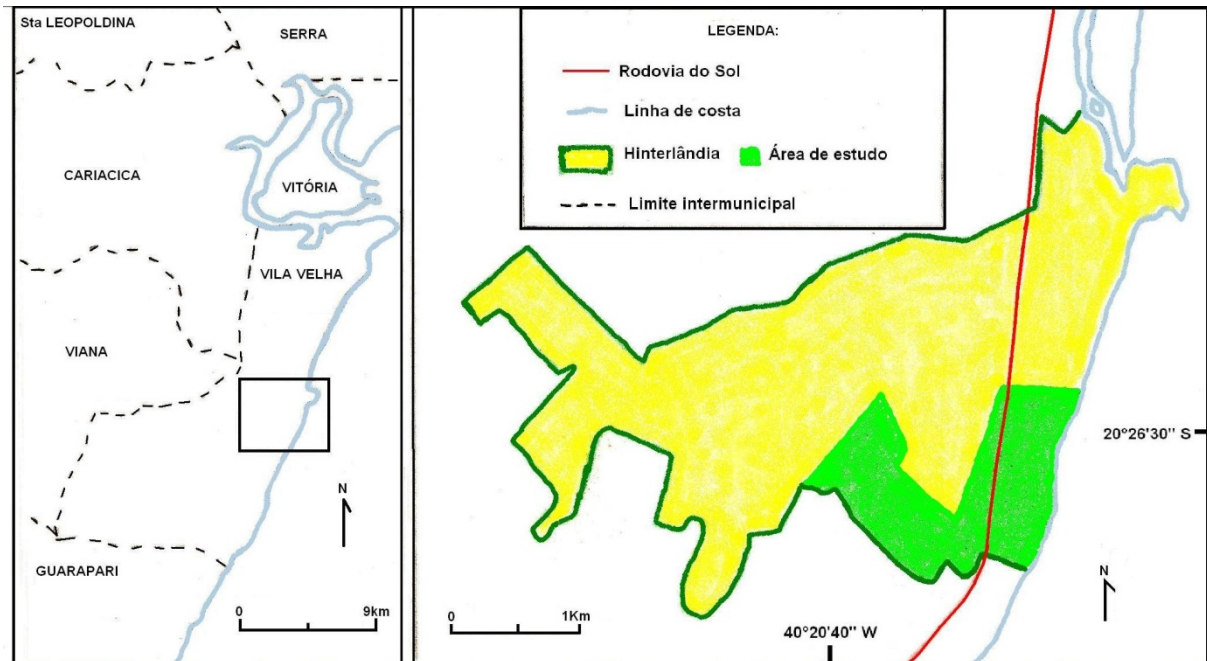 Sta LEOPOLDINA
SERRA
CARIACICA
VITÓRIA
VILA VELHA
VIANA
N
GUARAPARI
0 9km
LEGENDA:
Rodovia do Sol
Linha de costa
Hinterlândia
Área de estudo
Limite intermunicipal
20°26'30'' S
N
0 1Km
40°20'40'' W